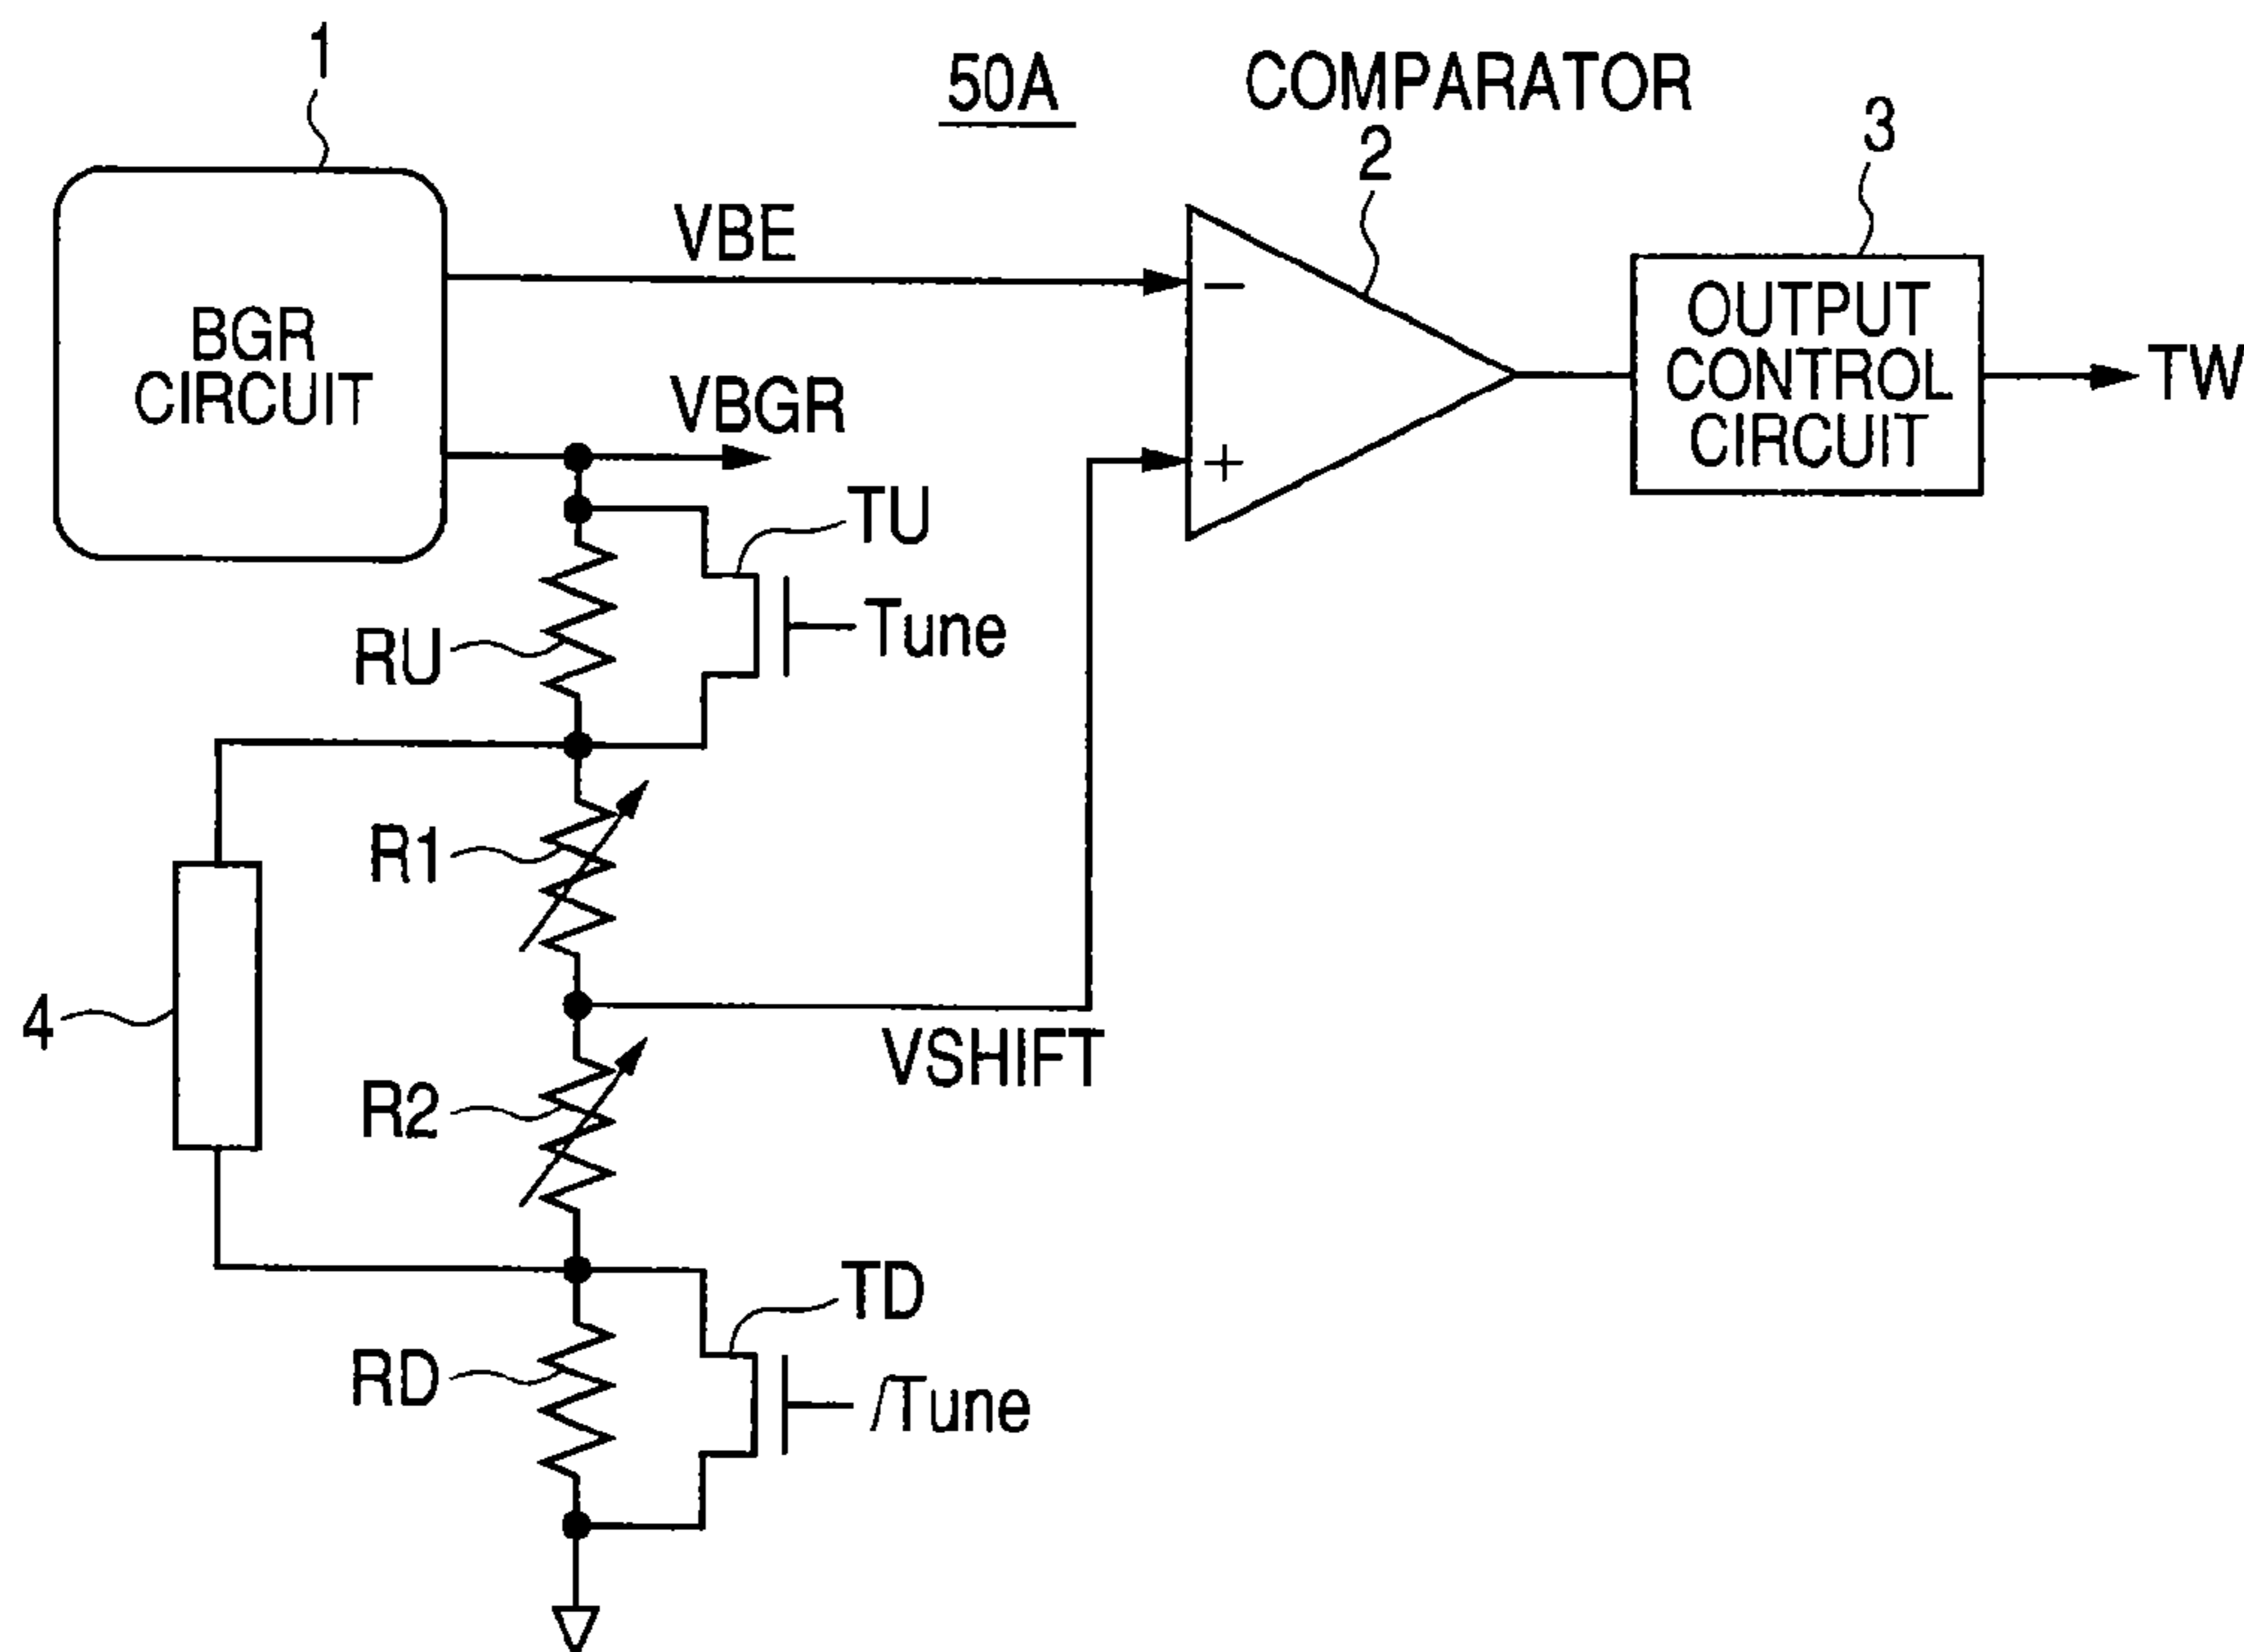 1
50A
COMPARATOR
2
3
VBE
BGR
CIRCUIT
OUTPUT
CONTROL
CIRCUIT
TW
VBGR
−
+
TU
Tune
RU
R1
4
VSHIFT
R2
TD
RD
/Tune